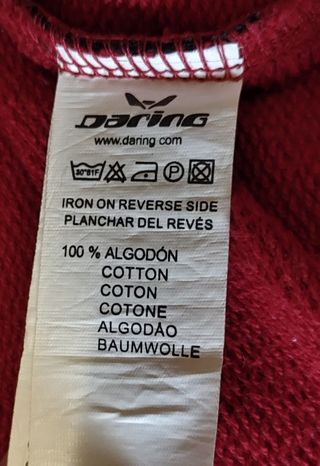 Daring
www.daring.com
30°81F
P
IRON ON REVERSE SIDE
PLANCHAR DEL REVÉS
100 % ALGODÓN
COTTON
COTON
COTONE
ALGODÃO
BAUMWOLLE